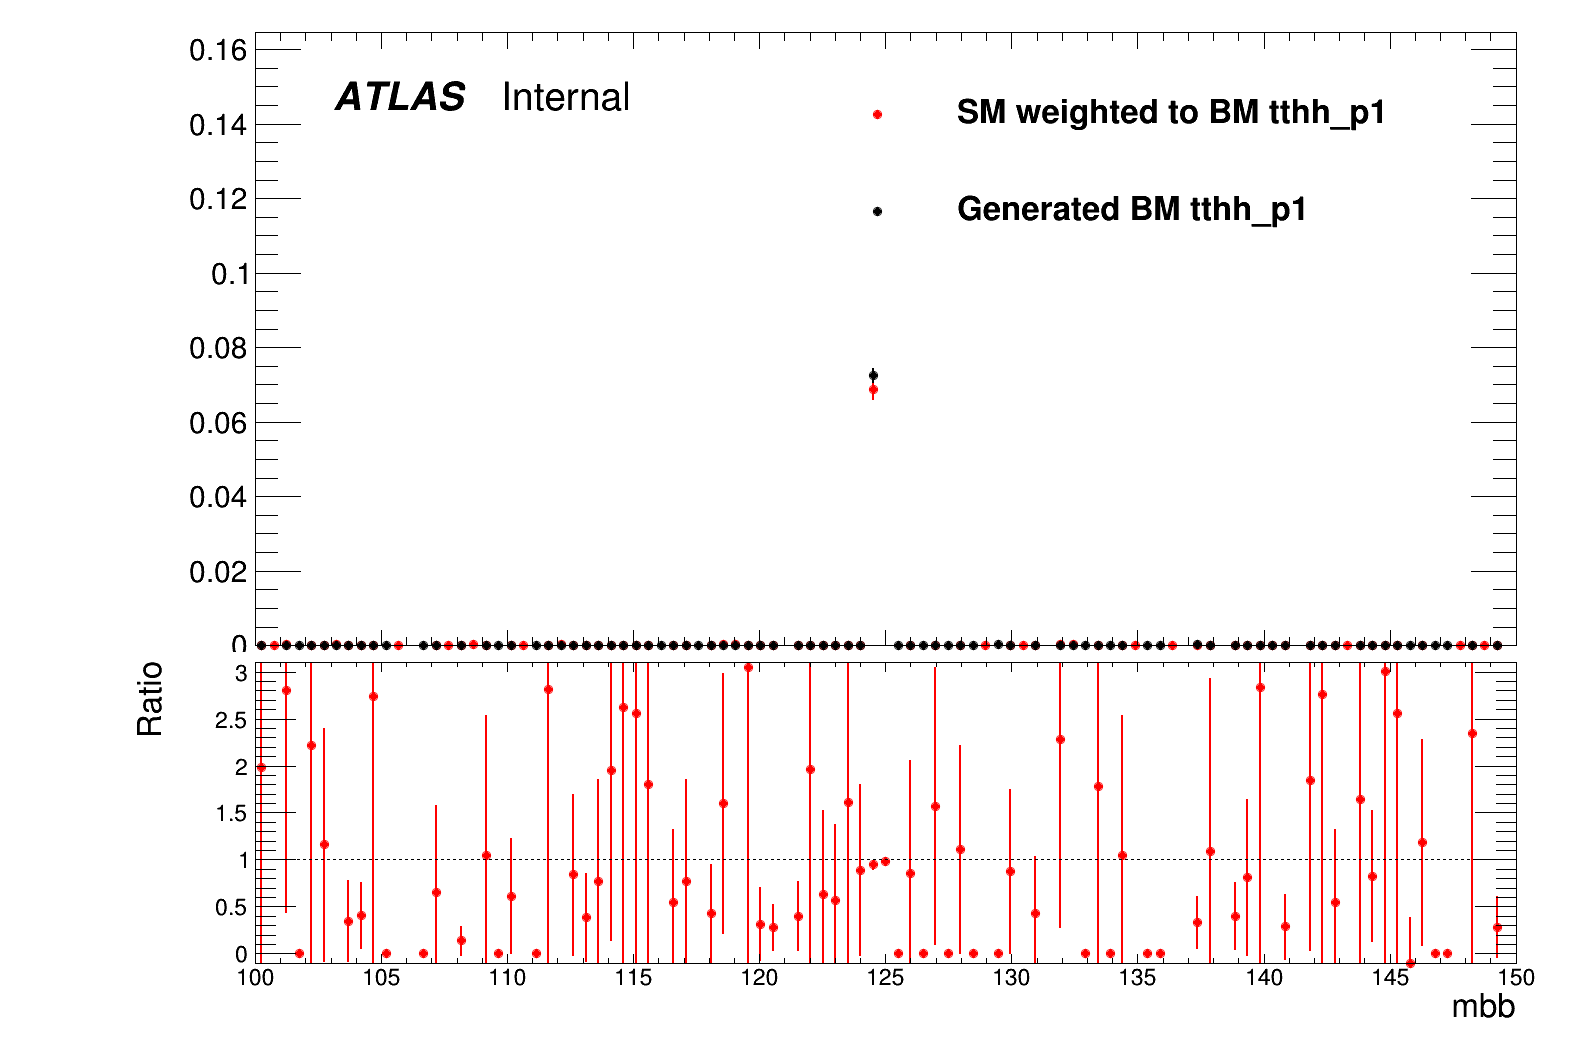 0.16
ATLAS Internal
SM weighted to BM tthh_p1
0.14
0.12
Generated BM tthh_p1
0.1
0.08
0.06
0.04
0.02
0
Ratio
3
2.5
2
1.5
1
0.5
0
100 105 110 115 120 125 130 135 140 145 150
mbb